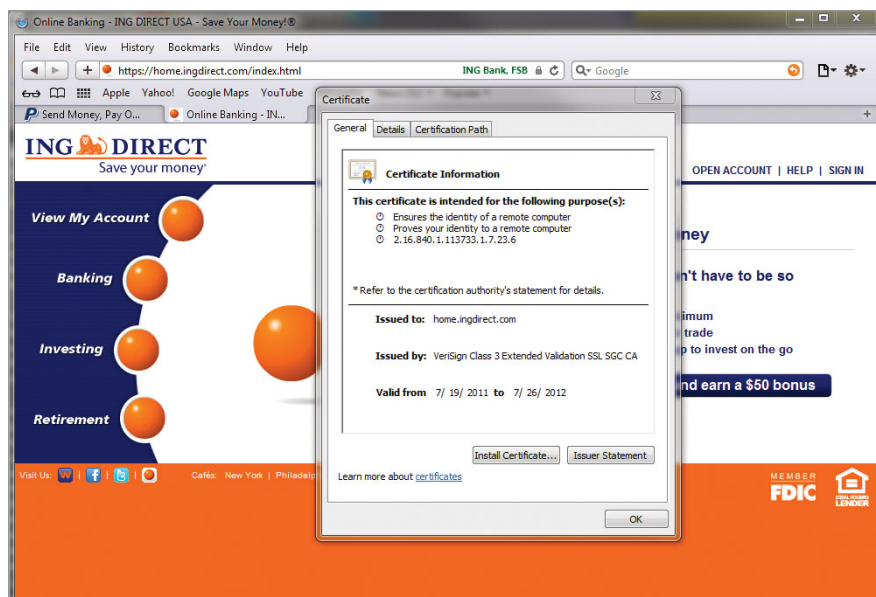 Online Banking - ING DIRECT USA - Save Your Money!®
File Edit View History Bookmarks Window Help
https://home.ingdirect.com/index.html
ING Bank, FSB
Google
Apple Yahoo! Google Maps YouTube
Send Money, Pay O...
Online Banking - IN...
ING DIRECT
Save your money®
OPEN ACCOUNT | HELP | SIGN IN
View My Account
Banking
Investing
Retirement
Certificate
General
Details
Certification Path
Certificate Information
This certificate is intended for the following purpose(s):
Ensures the identity of a remote computer
Proves your identity to a remote computer
2.16.840.1.113733.1.7.23.6
* Refer to the certification authority's statement for details.
Issued to: home.ingdirect.com
Issued by: VeriSign Class 3 Extended Validation SSL SGC CA
Valid from 7/ 19/ 2011 to 7/ 26/ 2012
Install Certificate...
Issuer Statement
Learn more about certificates
OK
ney
n't have to be so
imum
trade
p to invest on the go
nd earn a $50 bonus
Visit Us:
Cafés: New York | Philadelp
MEMBER
FDIC
EQUAL HOUSING
LENDER